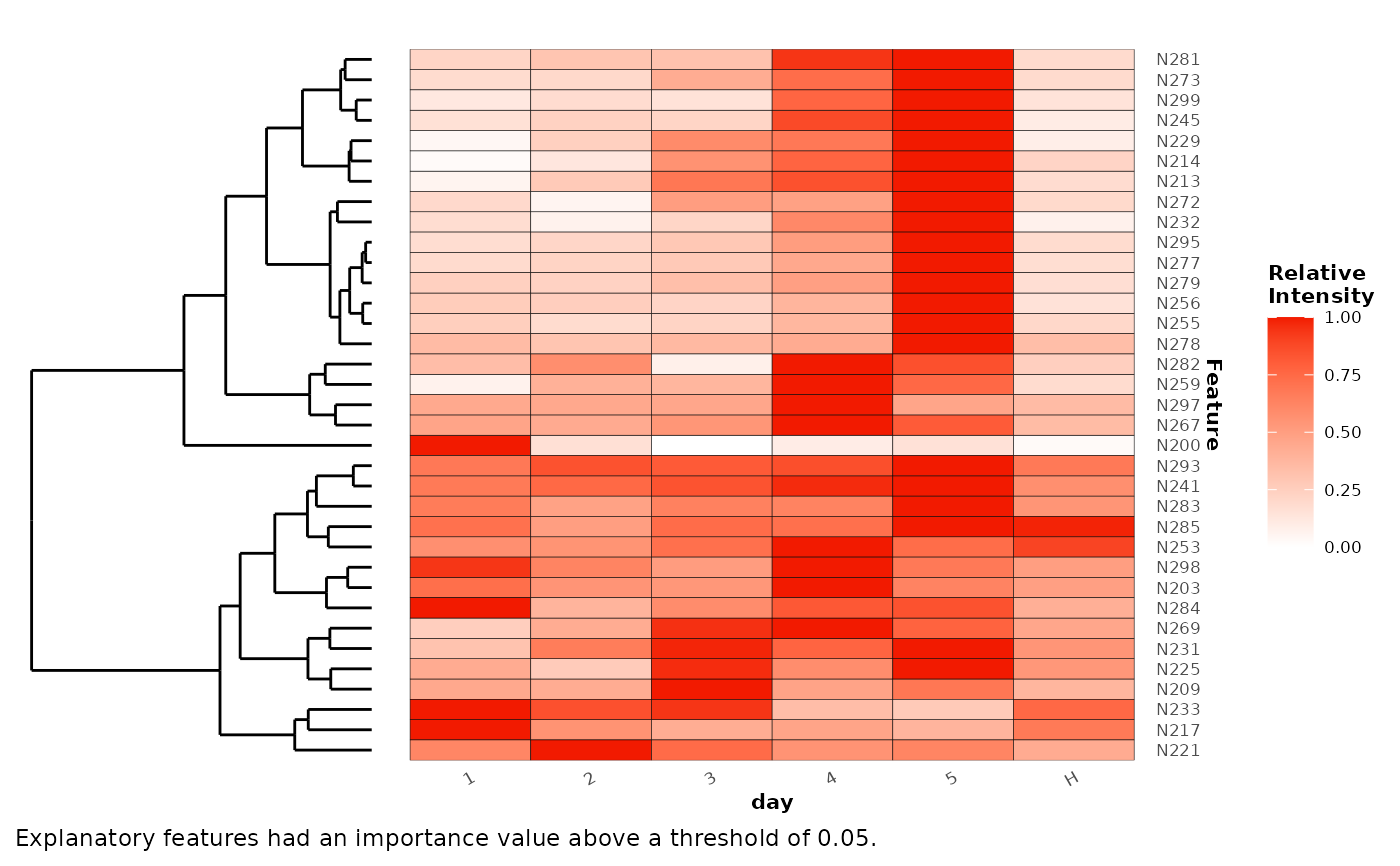 N281
N273
N299
N245
N229
N214
N213
N272
N232
N295
N277
N279
N256
N255
N278
N282
N259
N297
N267
N200
N293
N241
N283
N285
N253
N298
N203
N284
N269
N231
N225
N209
N233
N217
N221
Feature
Relative
Intensity
1.00
0.75
0.50
0.25
0.00
1 2 3 4 5 H
day
Explanatory features had an importance value above a threshold of 0.05.